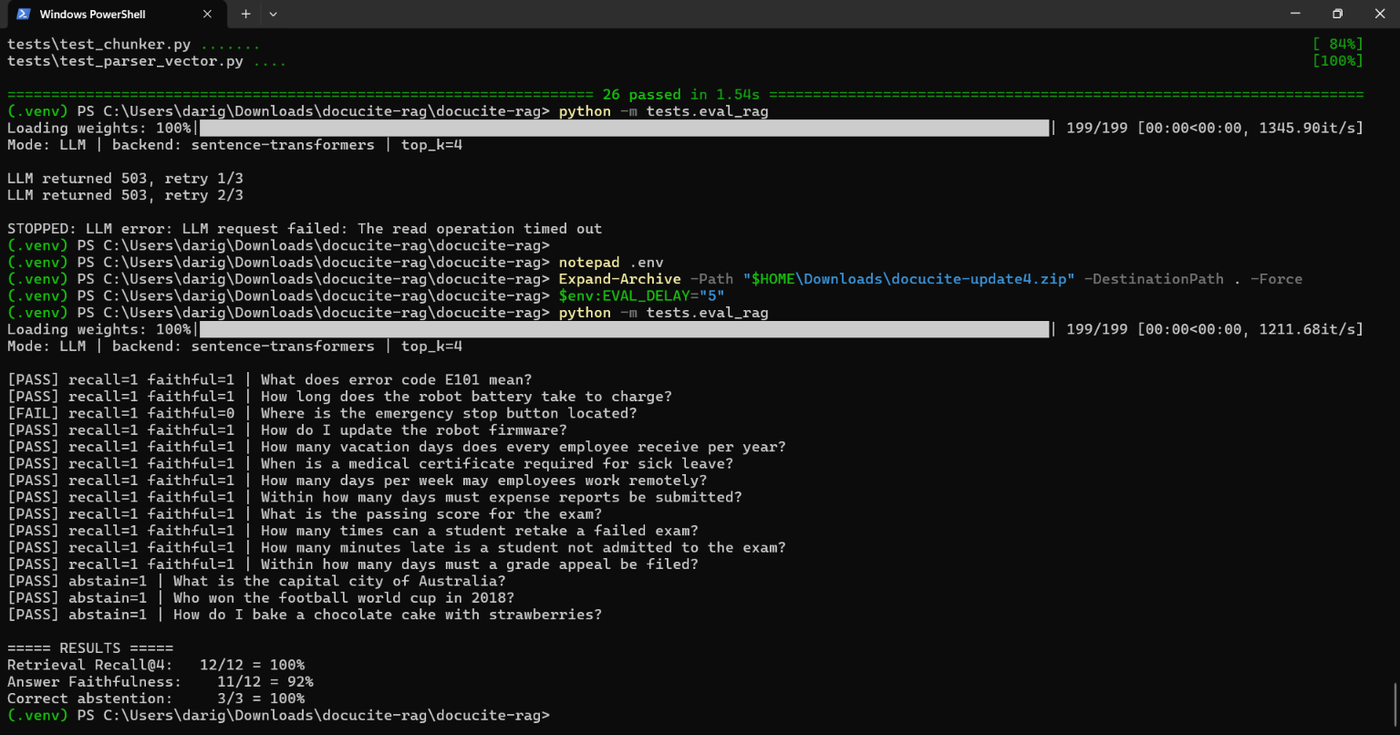 Windows PowerShell
tests\test_chunker.py ....... [ 84%]
tests\test_parser_vector.py .... [100%]
=================================================================== 26 passed in 1.54s ====================================================================
(.venv) PS C:\Users\darig\Downloads\docucite-rag\docucite-rag> python -m tests.eval_rag
Loading weights: 100%| | 199/199 [00:00<00:00, 1345.90it/s]
Mode: LLM | backend: sentence-transformers | top_k=4
LLM returned 503, retry 1/3
LLM returned 503, retry 2/3
STOPPED: LLM error: LLM request failed: The read operation timed out
(.venv) PS C:\Users\darig\Downloads\docucite-rag\docucite-rag>
(.venv) PS C:\Users\darig\Downloads\docucite-rag\docucite-rag> notepad .env
(.venv) PS C:\Users\darig\Downloads\docucite-rag\docucite-rag> Expand-Archive -Path "$HOME\Downloads\docucite-update4.zip" -DestinationPath . -Force
(.venv) PS C:\Users\darig\Downloads\docucite-rag\docucite-rag> $env:EVAL_DELAY="5"
(.venv) PS C:\Users\darig\Downloads\docucite-rag\docucite-rag> python -m tests.eval_rag
Loading weights: 100%| | 199/199 [00:00<00:00, 1211.68it/s]
Mode: LLM | backend: sentence-transformers | top_k=4
[PASS] recall=1 faithful=1 | What does error code E101 mean?
[PASS] recall=1 faithful=1 | How long does the robot battery take to charge?
[FAIL] recall=1 faithful=0 | Where is the emergency stop button located?
[PASS] recall=1 faithful=1 | How do I update the robot firmware?
[PASS] recall=1 faithful=1 | How many vacation days does every employee receive per year?
[PASS] recall=1 faithful=1 | When is a medical certificate required for sick leave?
[PASS] recall=1 faithful=1 | How many days per week may employees work remotely?
[PASS] recall=1 faithful=1 | Within how many days must expense reports be submitted?
[PASS] recall=1 faithful=1 | What is the passing score for the exam?
[PASS] recall=1 faithful=1 | How many times can a student retake a failed exam?
[PASS] recall=1 faithful=1 | How many minutes late is a student not admitted to the exam?
[PASS] recall=1 faithful=1 | Within how many days must a grade appeal be filed?
[PASS] abstain=1 | What is the capital city of Australia?
[PASS] abstain=1 | Who won the football world cup in 2018?
[PASS] abstain=1 | How do I bake a chocolate cake with strawberries?
===== RESULTS =====
Retrieval Recall@4: 12/12 = 100%
Answer Faithfulness: 11/12 = 92%
Correct abstention: 3/3 = 100%
(.venv) PS C:\Users\darig\Downloads\docucite-rag\docucite-rag>